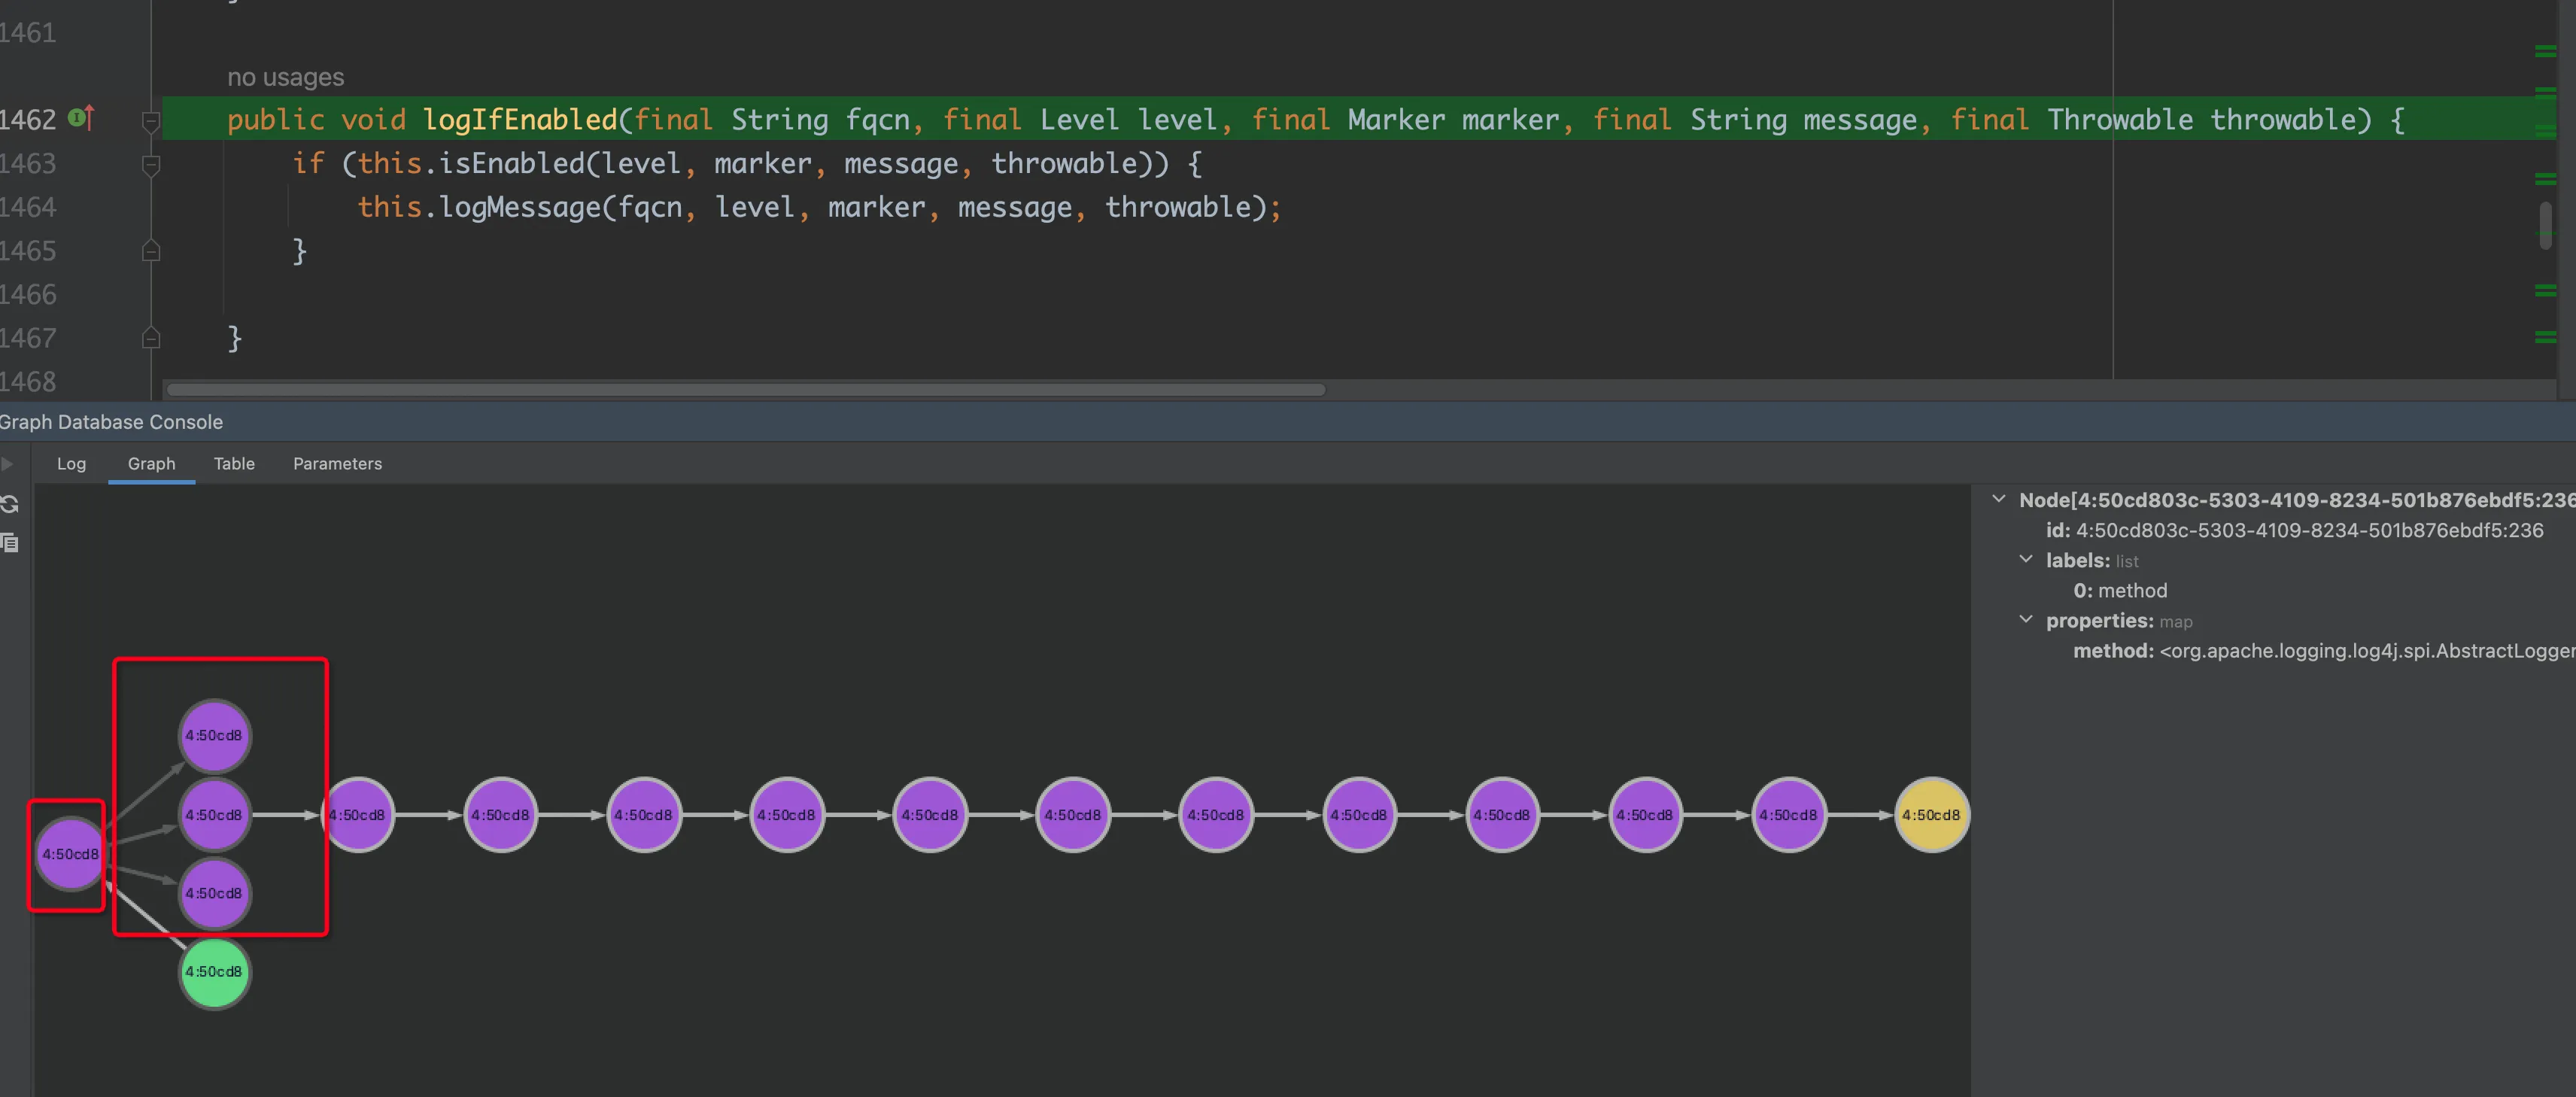 1461
no usages
1462 public void logIfEnabled(final String fqcn, final Level level, final Marker marker, final String message, final Throwable throwable) {
1463 if (this.isEnabled(level, marker, message, throwable)) {
1464 this.logMessage(fqcn, level, marker, message, throwable);
1465 }
1466
1467 }
1468
Graph Database Console
Log Graph Table Parameters
Node[4:50cd803c-5303-4109-8234-501b876ebdf5:236
id: 4:50cd803c-5303-4109-8234-501b876ebdf5:236
labels: list
0: method
properties: map
method: <org.apache.logging.log4j.spi.AbstractLogger
4:50cd8
4:50cd8 4:50cd8 4:50cd8 4:50cd8 4:50cd8 4:50cd8 4:50cd8 4:50cd8 4:50cd8 4:50cd8 4:50cd8 4:50cd8 4:50cd8
4:50cd8
4:50cd8
4:50cd8